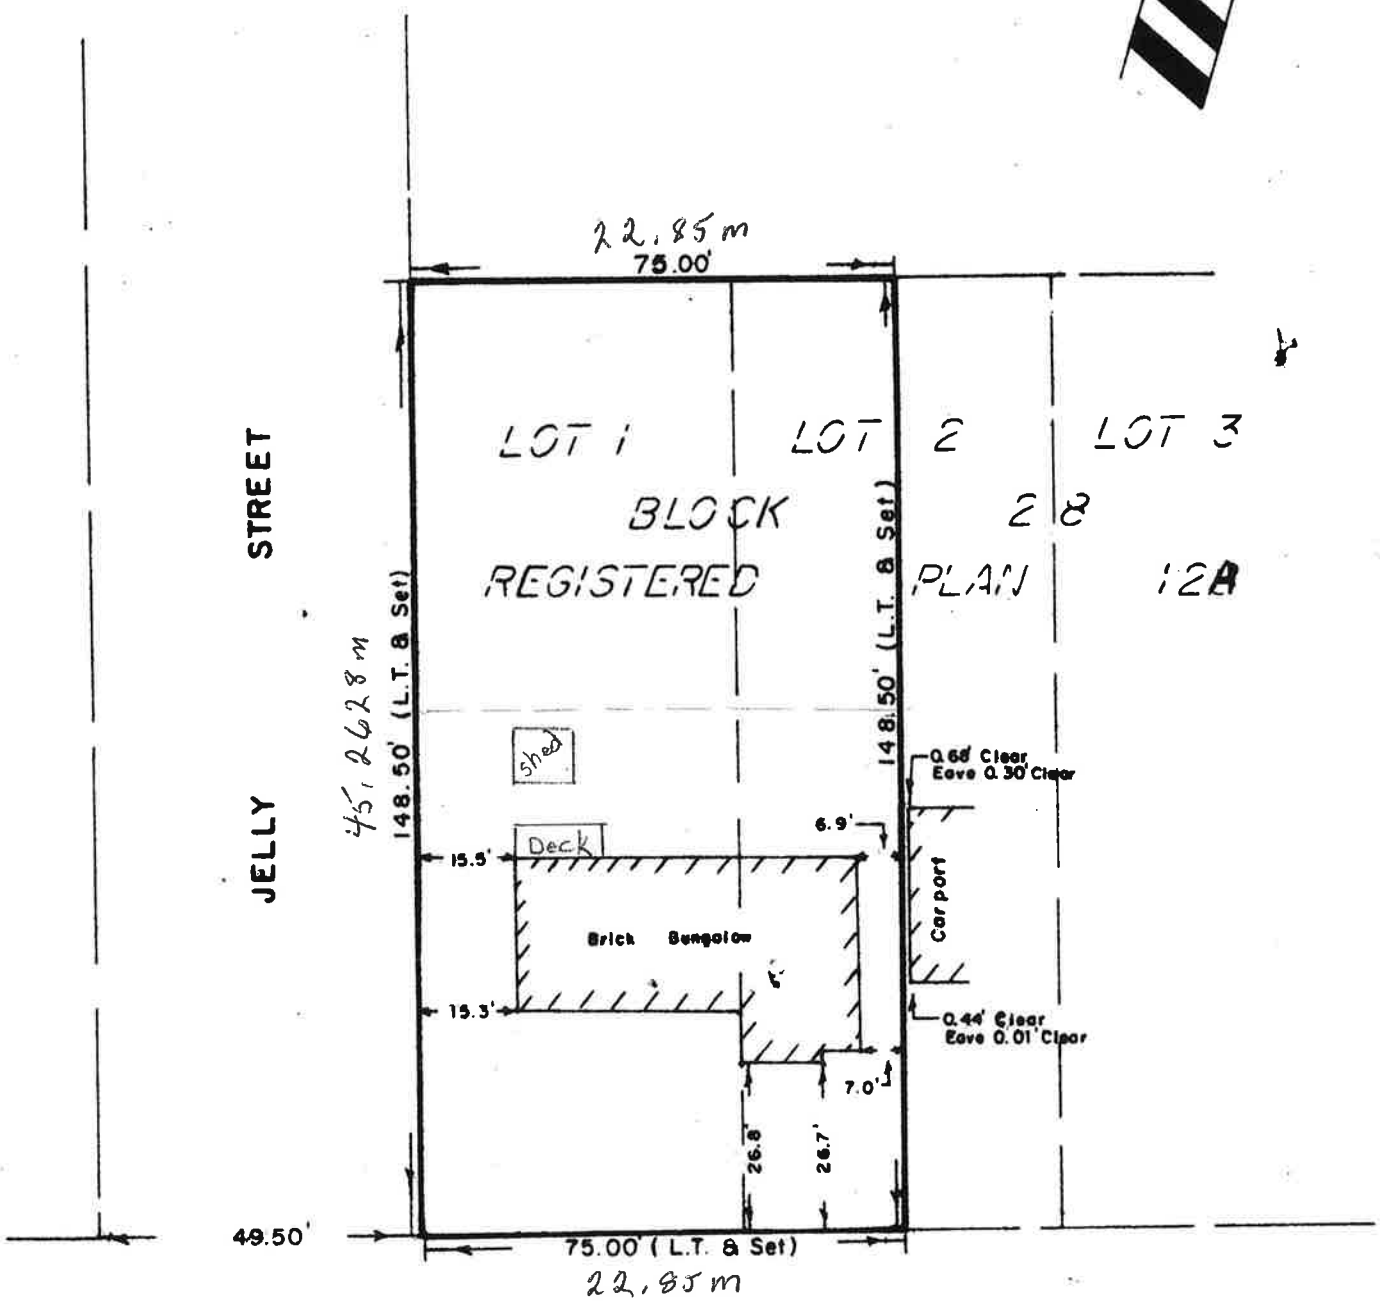 22.85 m
75.00'
LOT 1 LOT 2 LOT 3
BLOCK 28
REGISTERED PLAN 12A
JELLY STREET
45.2628 m
148.50' (L.T. & Set)
148.50' (L.T. & Set)
shed
0.68' Clear
Eave 0.30' Clear
6.9'
Deck
15.5'
Carport
Brick Bungalow
15.3'
0.44' Clear
Eave 0.01' Clear
7.0'
26.8'
26.7'
49.50'
75.00' (L.T. & Set)
22.85 m